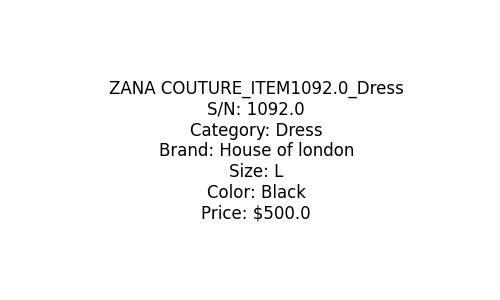 ZANA COUTURE_ITEM1092.0_Dress
S/N: 1092.0
Category: Dress
Brand: House of london
Size: L
Color: Black
Price: $500.0